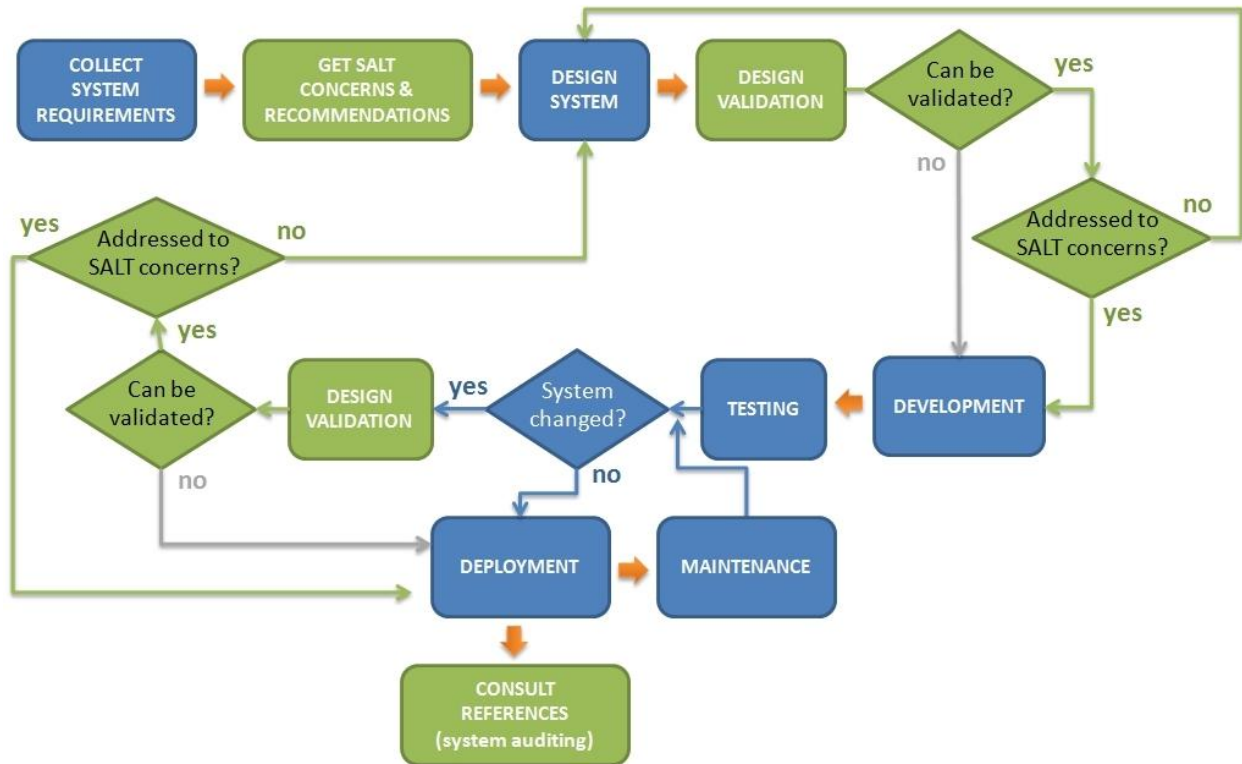 COLLECT
SYSTEM
REQUIREMENTS
GET SALT
CONCERNS &
RECOMMENDATIONS
DESIGN
SYSTEM
DESIGN
VALIDATION
Can be
validated?
yes
no
Addressed to
SALT concerns?
no
yes
yes
Addressed to
SALT concerns?
no
yes
Can be
validated?
no
DESIGN
VALIDATION
yes
System
changed?
no
TESTING
DEVELOPMENT
DEPLOYMENT
MAINTENANCE
CONSULT
REFERENCES
(system auditing)